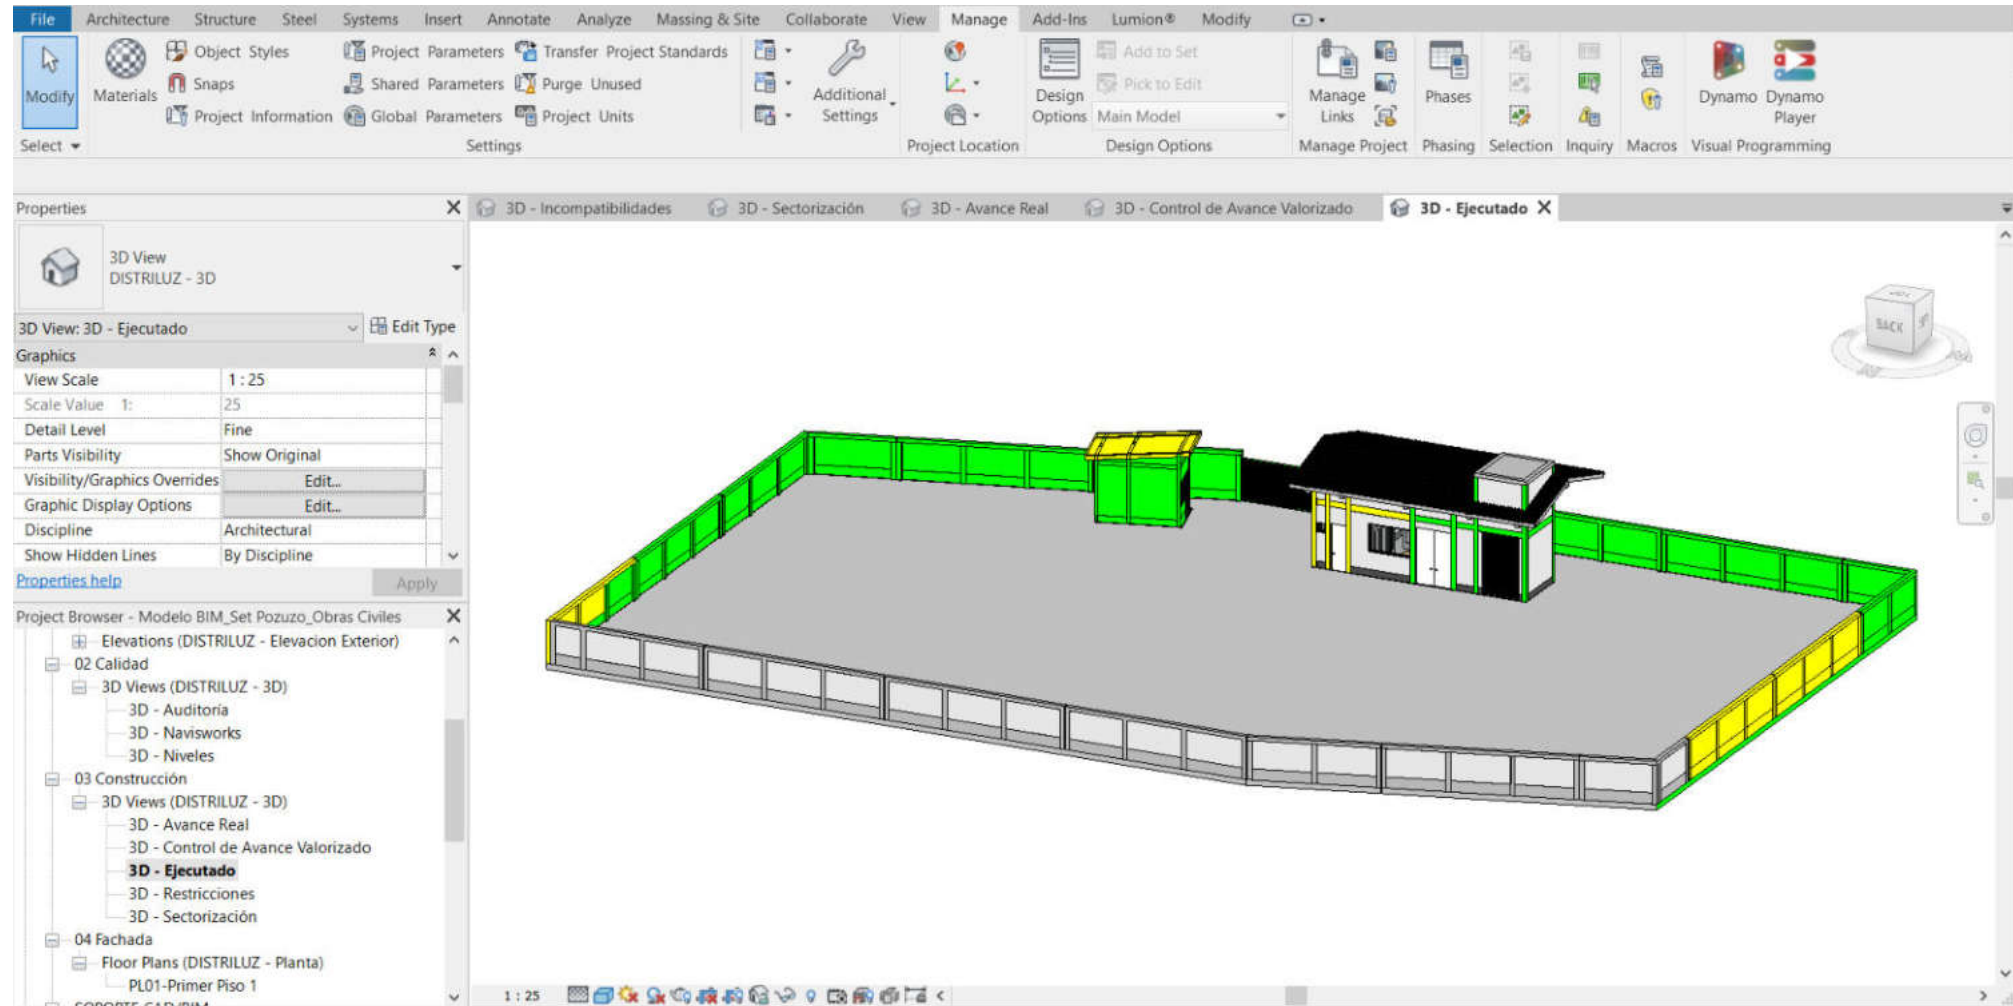 File Architecture Structure Steel Systems Insert Annotate Analyze Massing & Site Collaborate View Manage Add-Ins Lumion® Modify
Modify
Materials
Object Styles
Snaps
Project Information
Project Parameters
Shared Parameters
Global Parameters
Transfer Project Standards
Purge Unused
Project Units
Additional
Settings
Design
Options
Add to Set
Pick to Edit
Main Model
Manage
Links
Phases
Dynamo
Dynamo
Player
Select Settings Project Location Design Options Manage Project Phasing Selection Inquiry Macros Visual Programming
Properties
3D - Incompatibilidades 3D - Sectorización 3D - Avance Real 3D - Control de Avance Valorizado 3D - Ejecutado
3D View
DISTRILUZ - 3D
3D View: 3D - Ejecutado Edit Type
Graphics
View Scale 1 : 25
Scale Value 1: 25
Detail Level Fine
Parts Visibility Show Original
Visibility/Graphics Overrides Edit...
Graphic Display Options Edit...
Discipline Architectural
Show Hidden Lines By Discipline
Properties help Apply
BACK
Project Browser - Modelo BIM_Set Pozuzo_Obras Civiles
Elevations (DISTRILUZ - Elevacion Exterior)
02 Calidad
3D Views (DISTRILUZ - 3D)
3D - Auditoría
3D - Navisworks
3D - Niveles
03 Construcción
3D Views (DISTRILUZ - 3D)
3D - Avance Real
3D - Control de Avance Valorizado
3D - Ejecutado
3D - Restricciones
3D - Sectorización
04 Fachada
Floor Plans (DISTRILUZ - Planta)
PL01-Primer Piso 1
1 : 25